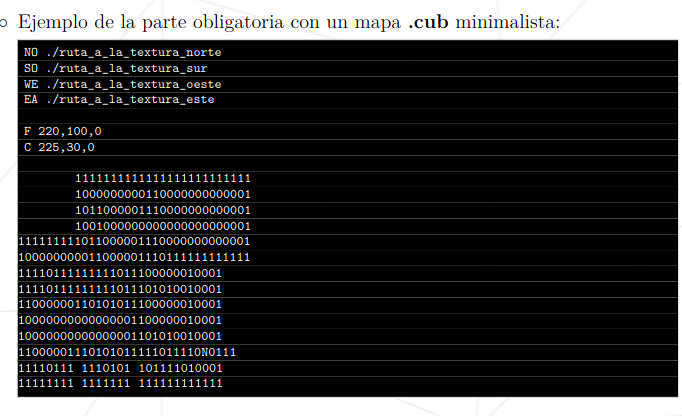 Ejemplo de la parte obligatoria con un mapa .cub minimalista:
NO ./ruta_a_la_textura_norte
SO ./ruta_a_la_textura_sur
WE ./ruta_a_la_textura_oeste
EA ./ruta_a_la_textura_este
F 220,100,0
C 225,30,0
        1111111111111111111111111
        1000000000110000000000001
        1011000001110000000000001
        1001000000000000000000001
111111111011000001110000000000001
100000000011000001110111111111111
11110111111111011100000010001
11110111111111011101010010001
11000000110101011100000010001
10000000000000001100000010001
10000000000000001101010010001
11000001110101011111011110N0111
11110111 1110101 101111010001
11111111 1111111 111111111111